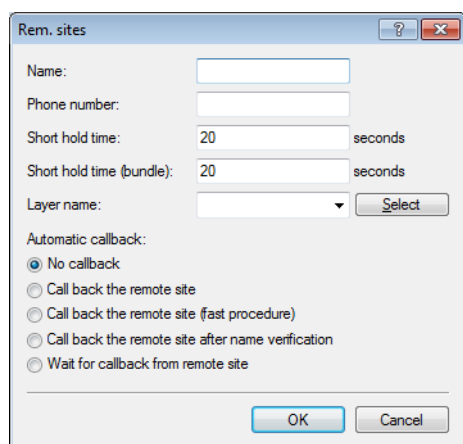 Rem. sites
Name:
Phone number:
Short hold time: 20 seconds
Short hold time (bundle): 20 seconds
Layer name: Select
Automatic callback:
No callback
Call back the remote site
Call back the remote site (fast procedure)
Call back the remote site after name verification
Wait for callback from remote site
OK Cancel